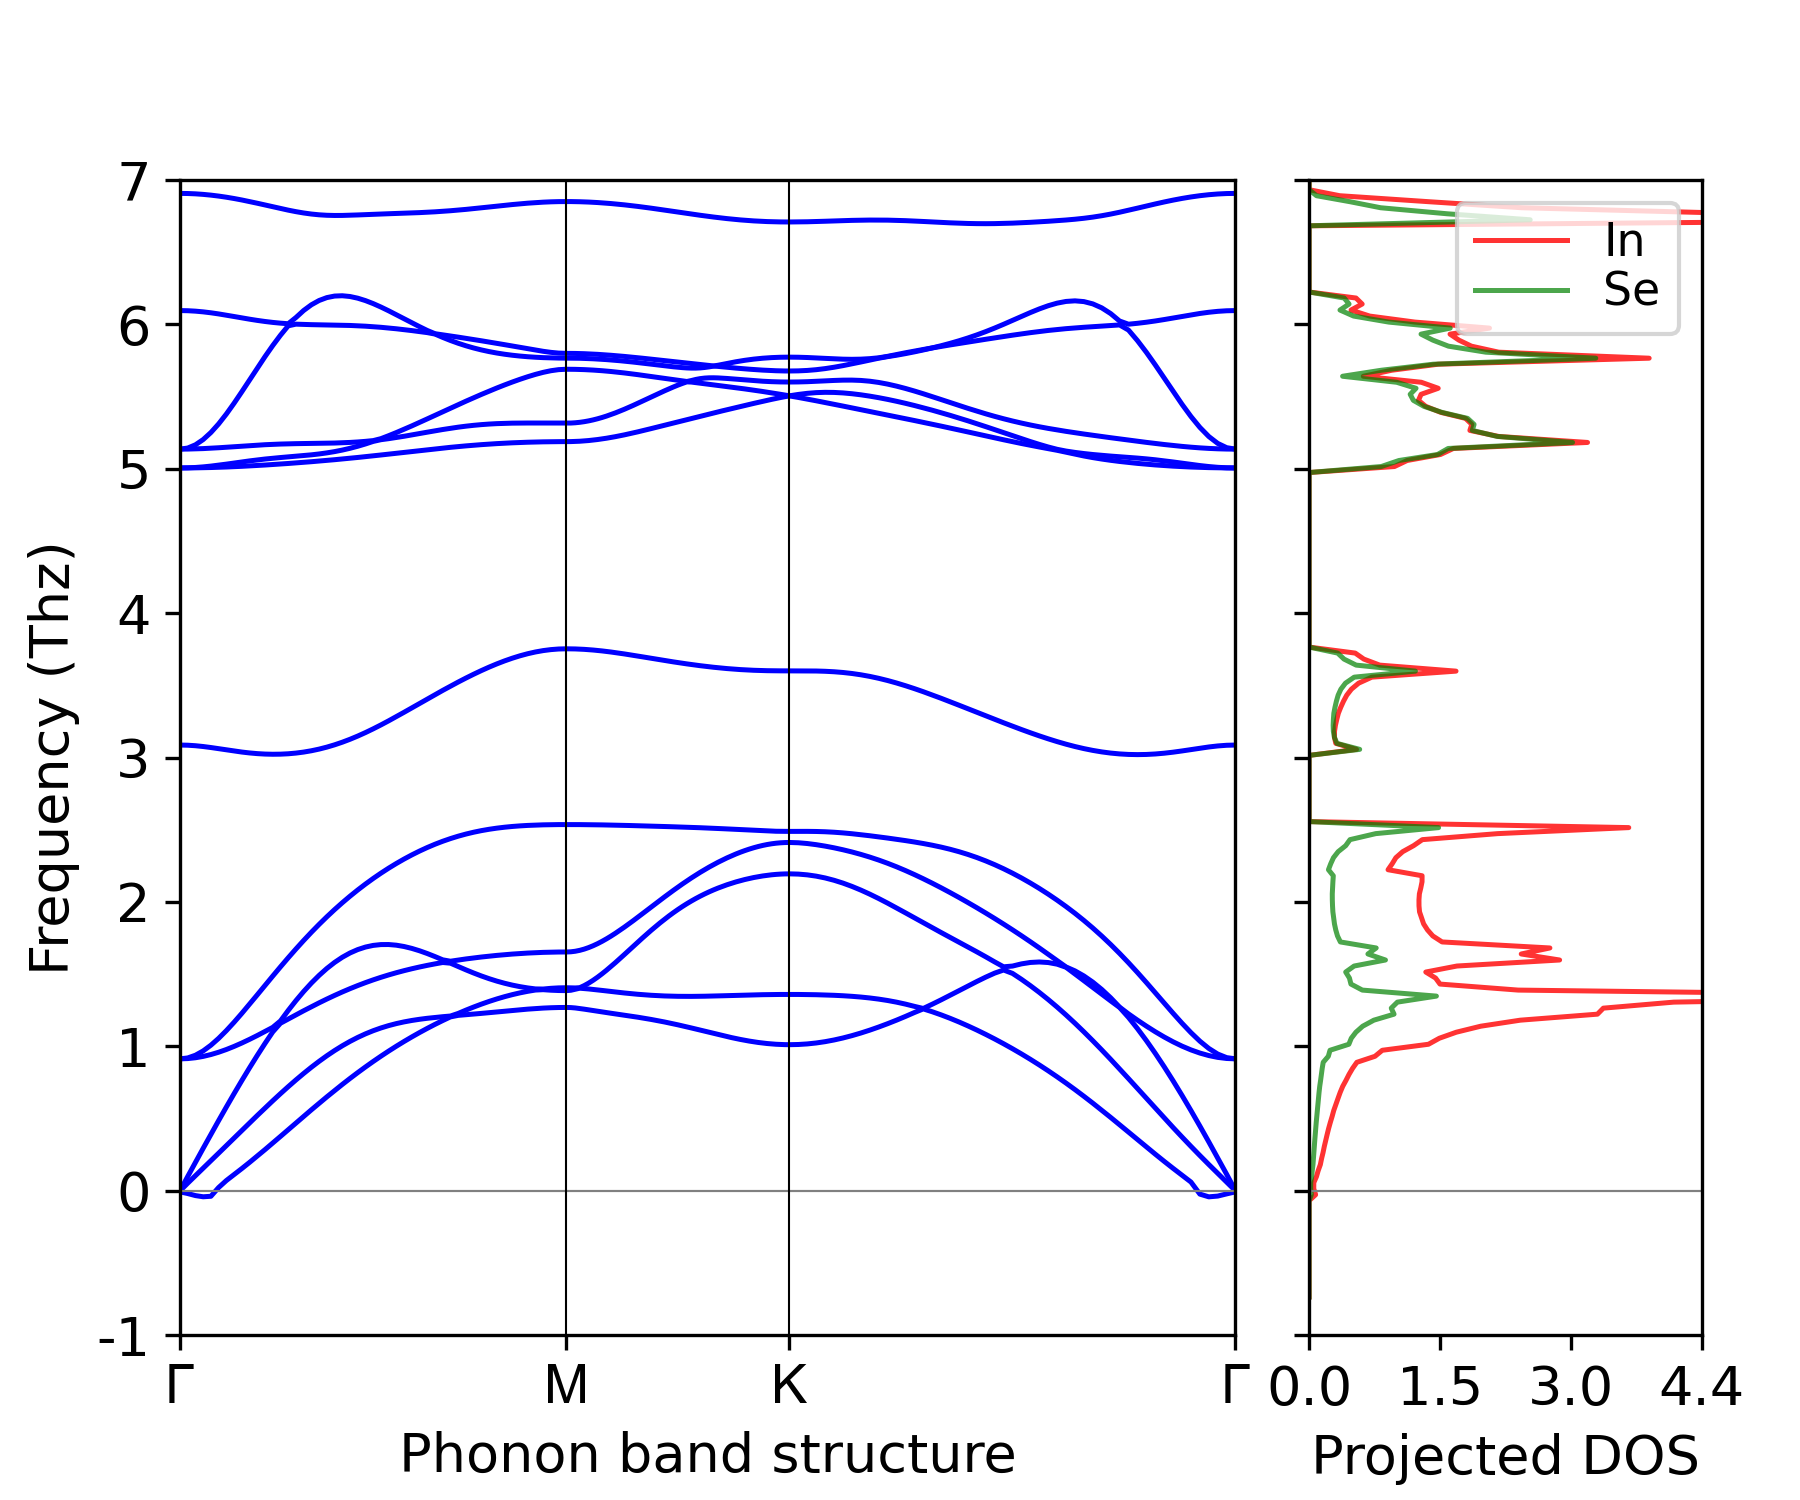 7
6
5
4
3
2
1
0
-1
Frequency (Thz)
Γ M K Γ
Phonon band structure
In
Se
0.0 1.5 3.0 4.4
Projected DOS